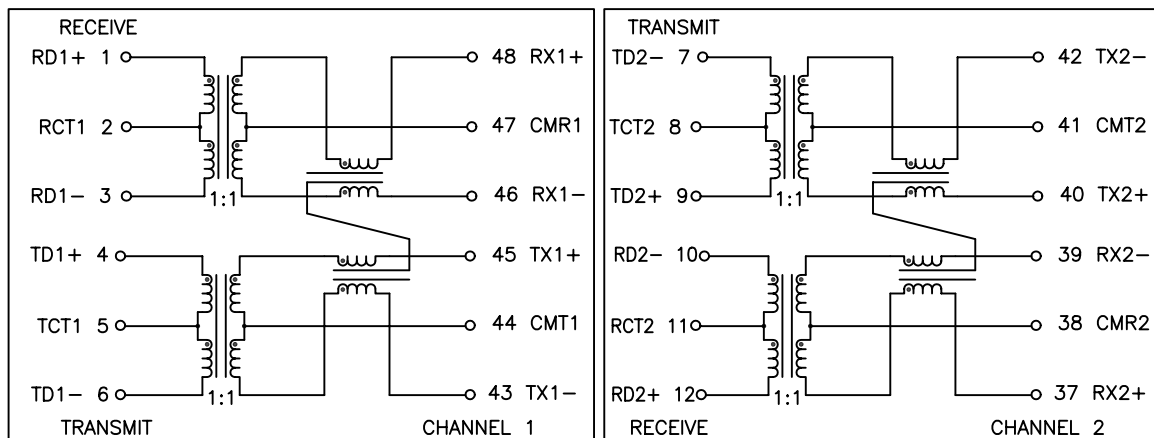 RECEIVE
RD1+ 1
48 RX1+
RCT1 2
47 CMR1
RD1- 3
1:1
46 RX1-
TD1+ 4
45 TX1+
TCT1 5
44 CMT1
TD1- 6
1:1
43 TX1-
TRANSMIT
CHANNEL 1
TRANSMIT
TD2- 7
42 TX2-
TCT2 8
41 CMT2
TD2+ 9
1:1
40 TX2+
RD2- 10
39 RX2-
RCT2 11
38 CMR2
RD2+ 12
1:1
37 RX2+
RECEIVE
CHANNEL 2